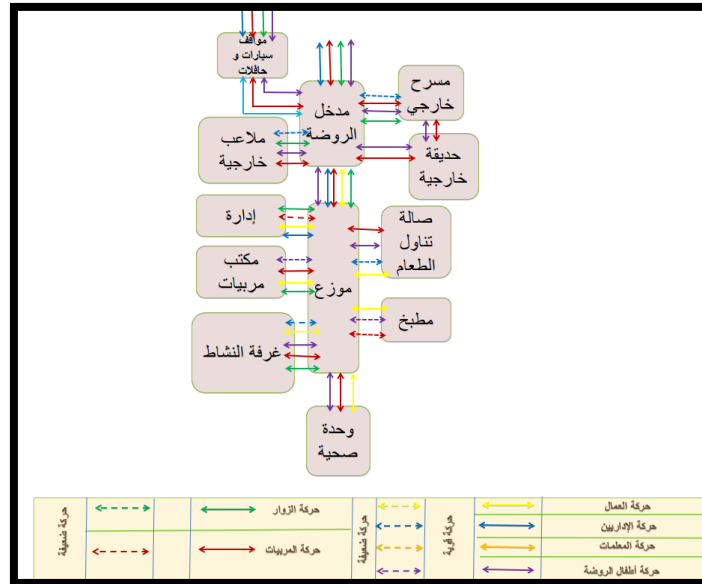 مواقف
سيارات و
حافلات
مدخل
الروضة
مسرح
خارجي
ملاعب
خارجية
حديقة
خارجية
إدارة
صالة
تناول
الطعام
مكتب
مربيات
موزع
مطبخ
غرفة النشاط
وحدة
صحية
حركة العمال
حركة الإداريين
حركة المعلمات
حركة أطفال الروضة
حركة قوية
حركة ضعيفة
حركة الزوار
حركة المربيات
حركة ضعيفة